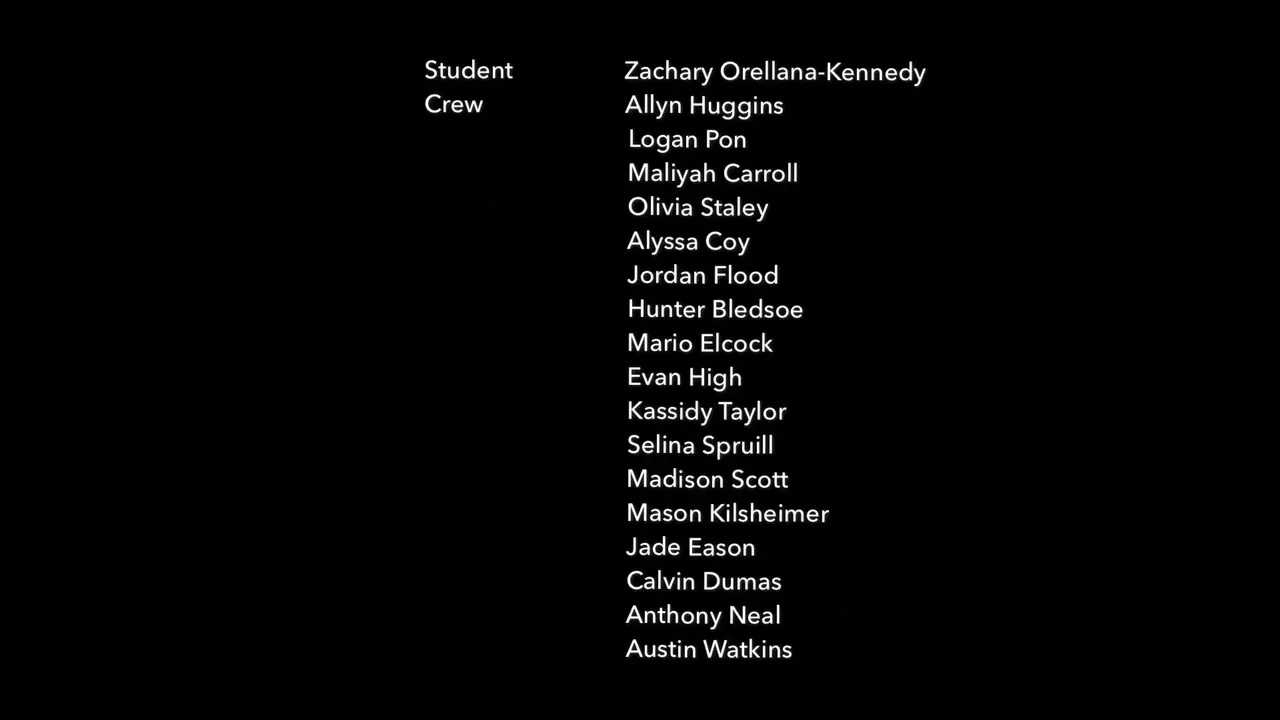 Student Zachary Orellana-Kennedy
Crew Allyn Huggins
Logan Pon
Maliyah Carroll
Olivia Staley
Alyssa Coy
Jordan Flood
Hunter Bledsoe
Mario Elcock
Evan High
Kassidy Taylor
Selina Spruill
Madison Scott
Mason Kilsheimer
Jade Eason
Calvin Dumas
Anthony Neal
Austin Watkins